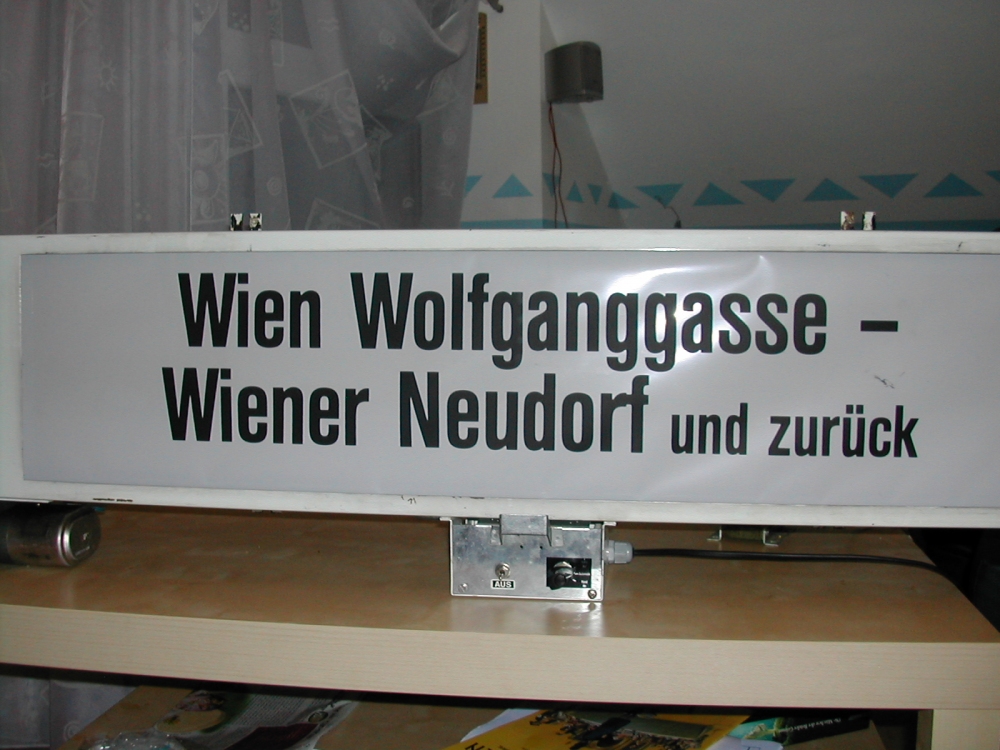 Wien Wolfganggasse –
Wiener Neudorf und zurück
AUS